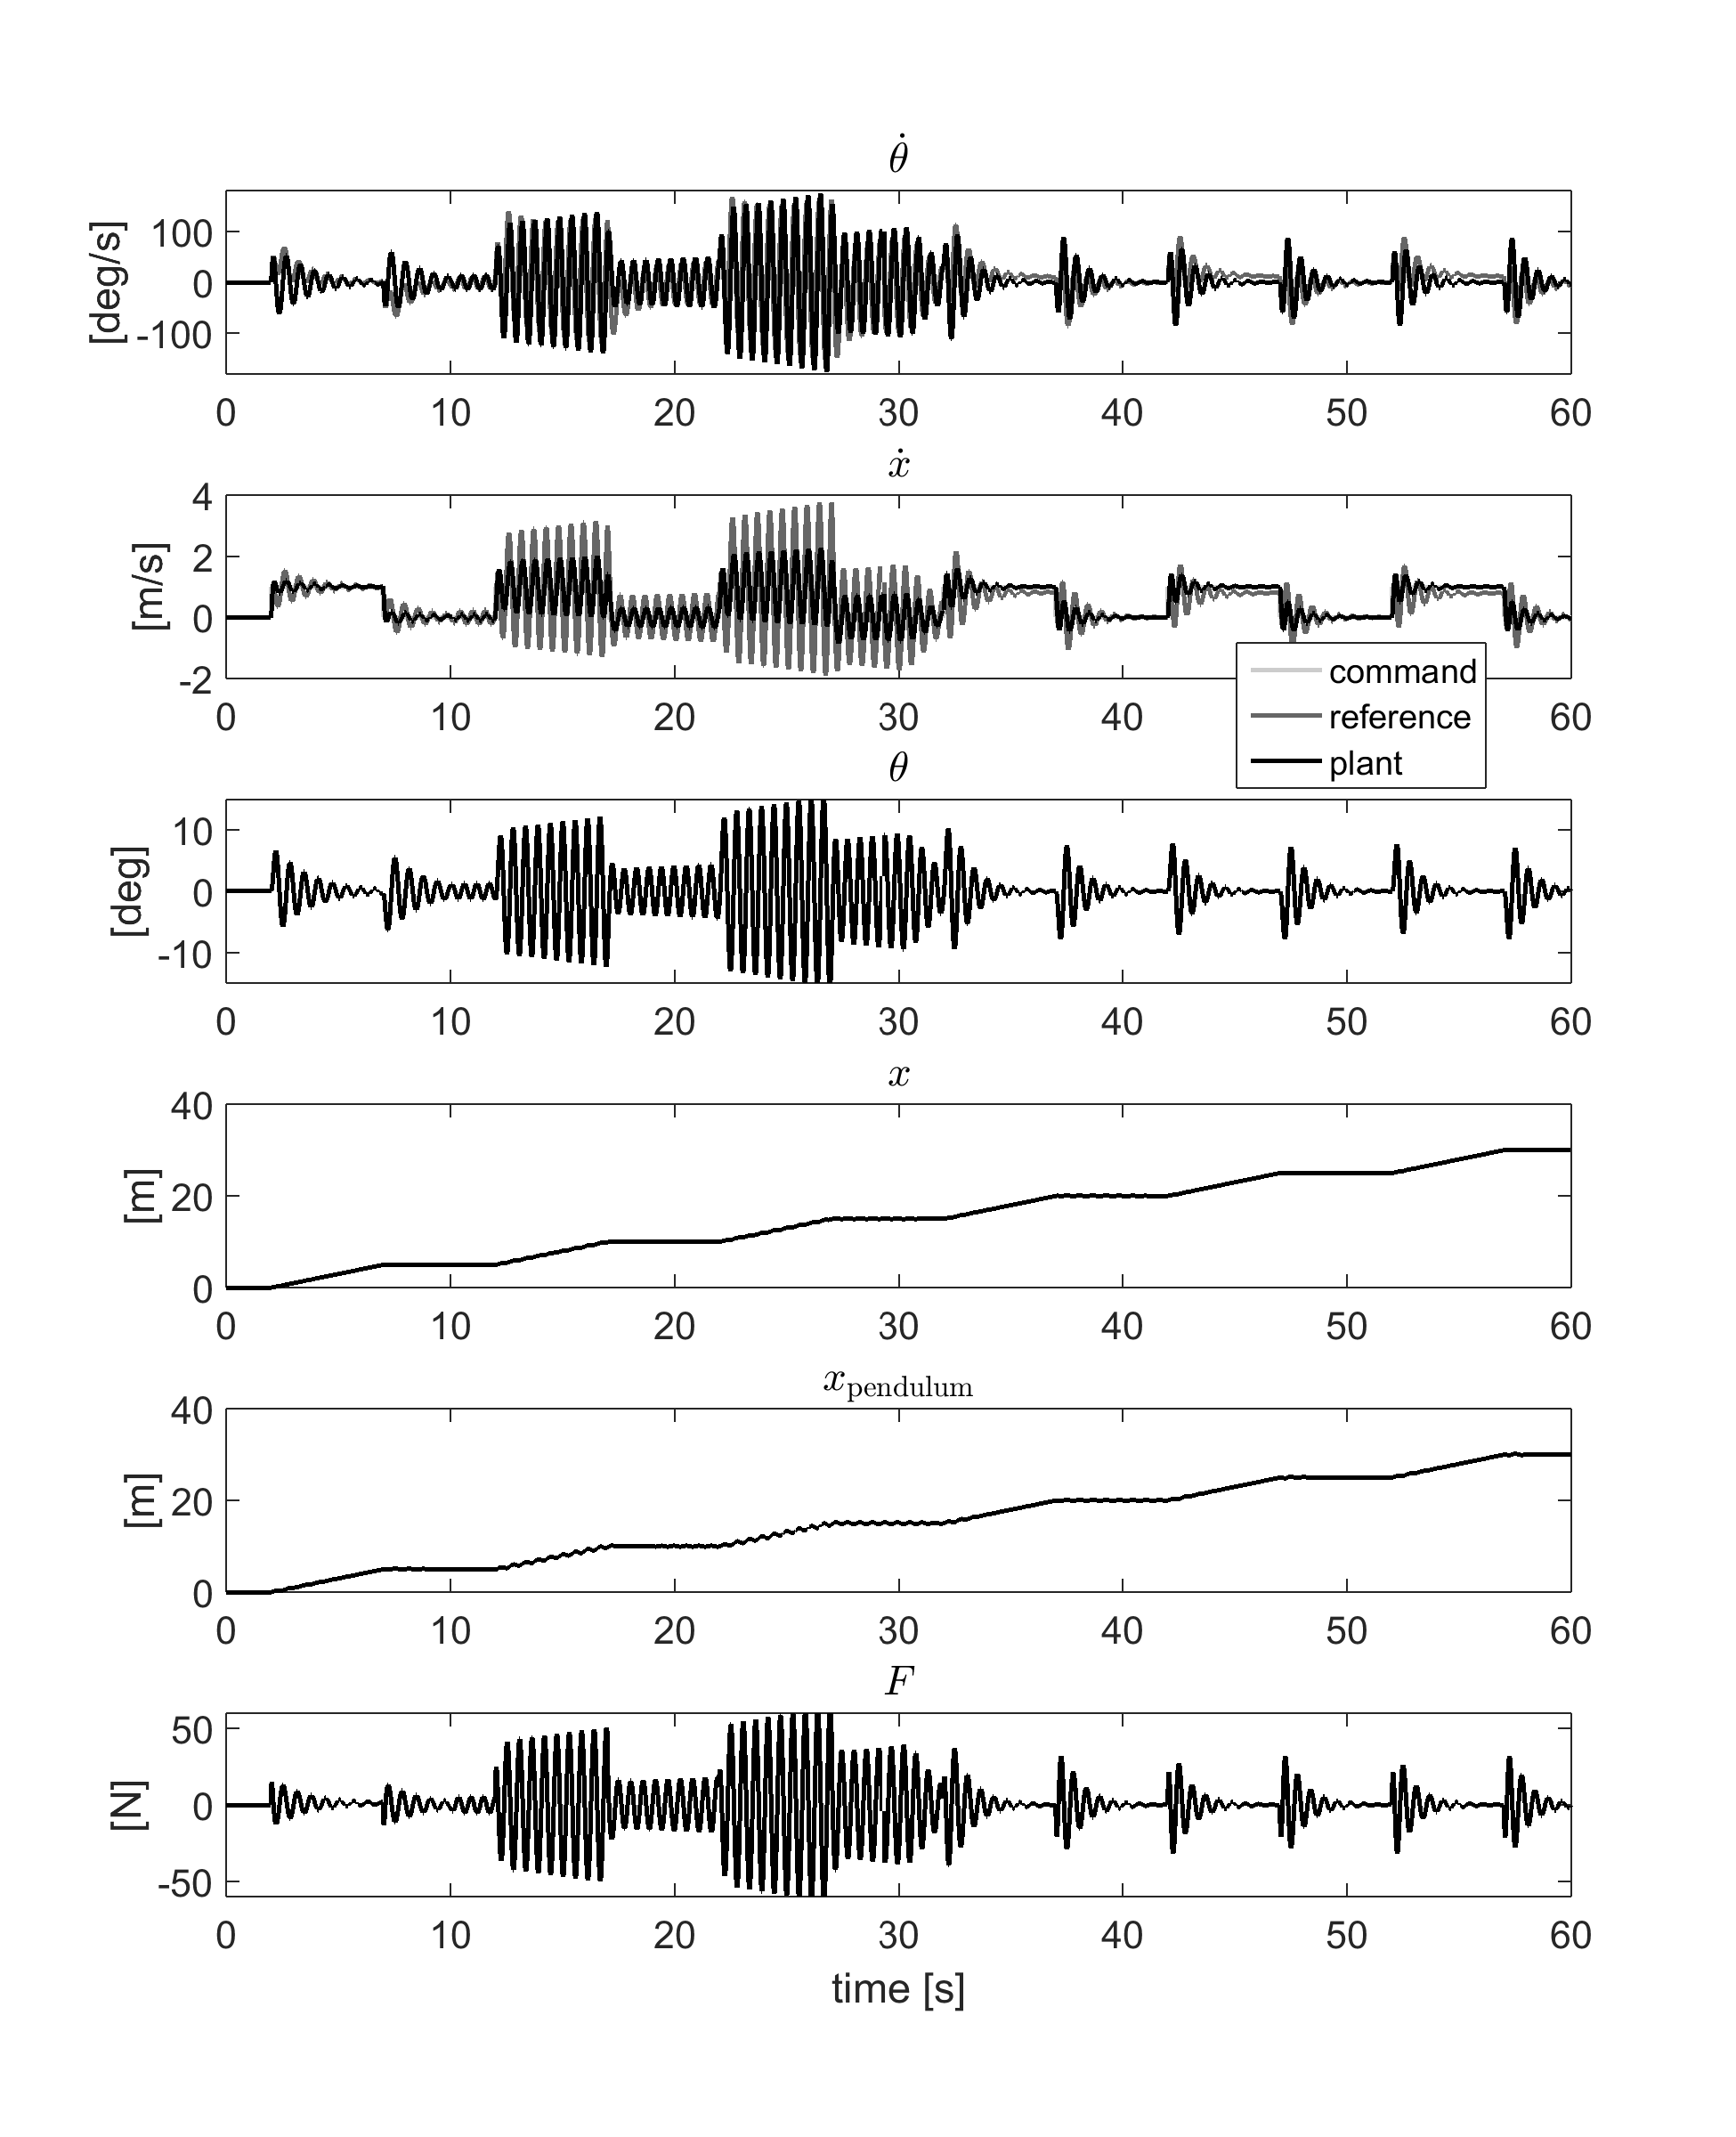 θ̇
[deg/s]
100
0
-100
0 10 20 30 40 50 60
ẋ
[m/s]
4
2
0
-2
0 10 20 30 40 50 60
command
reference
plant
θ
[deg]
10
0
-10
0 10 20 30 40 50 60
x
[m]
40
20
0
0 10 20 30 40 50 60
x_pendulum
[m]
40
20
0
0 10 20 30 40 50 60
F
[N]
50
0
-50
0 10 20 30 40 50 60
time [s]